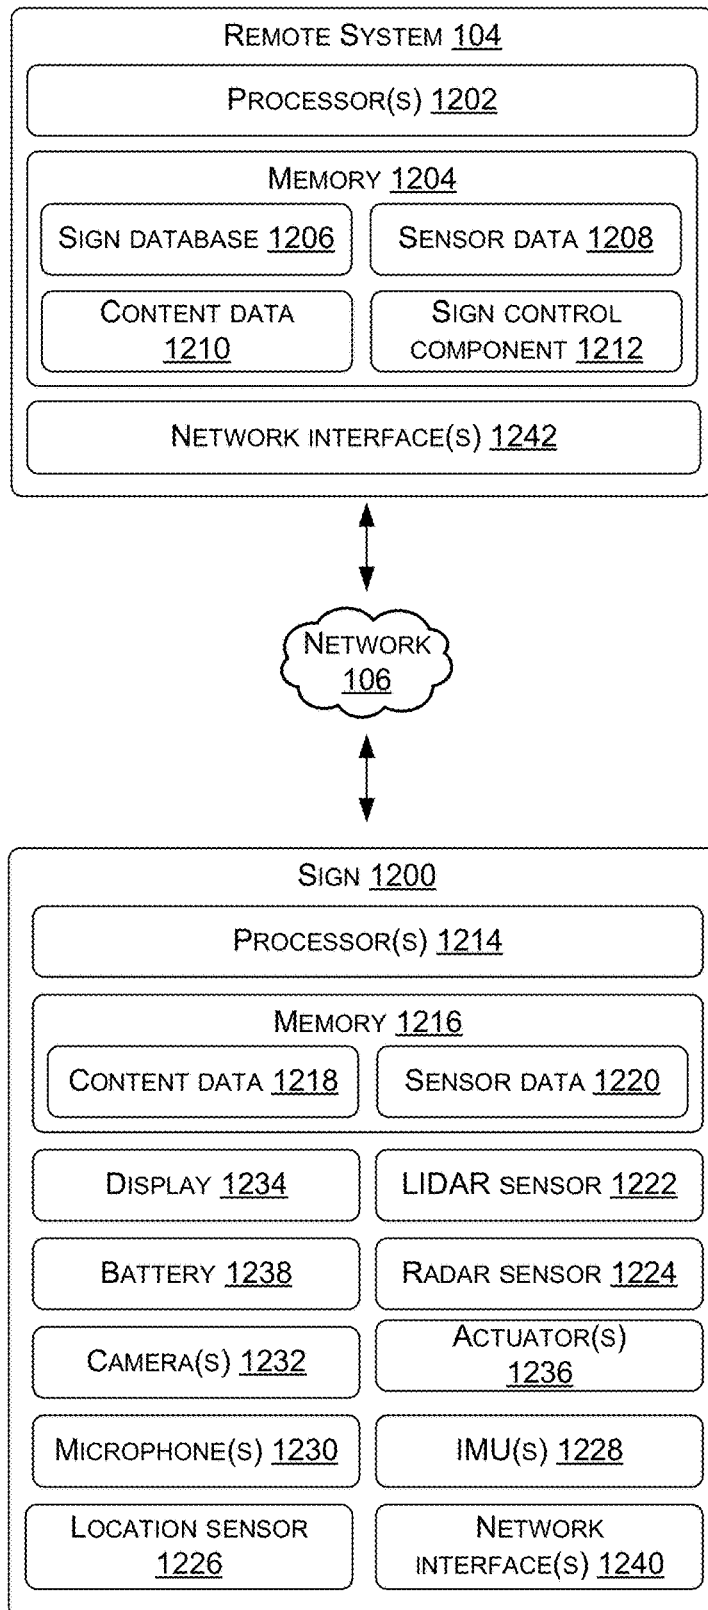 REMOTE SYSTEM 104
PROCESSOR(S) 1202
MEMORY 1204
SIGN DATABASE 1206
SENSOR DATA 1208
CONTENT DATA
1210
SIGN CONTROL
COMPONENT 1212
NETWORK INTERFACE(S) 1242
NETWORK
106
SIGN 1200
PROCESSOR(S) 1214
MEMORY 1216
CONTENT DATA 1218
SENSOR DATA 1220
DISPLAY 1234
LIDAR SENSOR 1222
BATTERY 1238
RADAR SENSOR 1224
CAMERA(S) 1232
ACTUATOR(S)
1236
MICROPHONE(S) 1230
IMU(S) 1228
LOCATION SENSOR
1226
NETWORK
INTERFACE(S) 1240